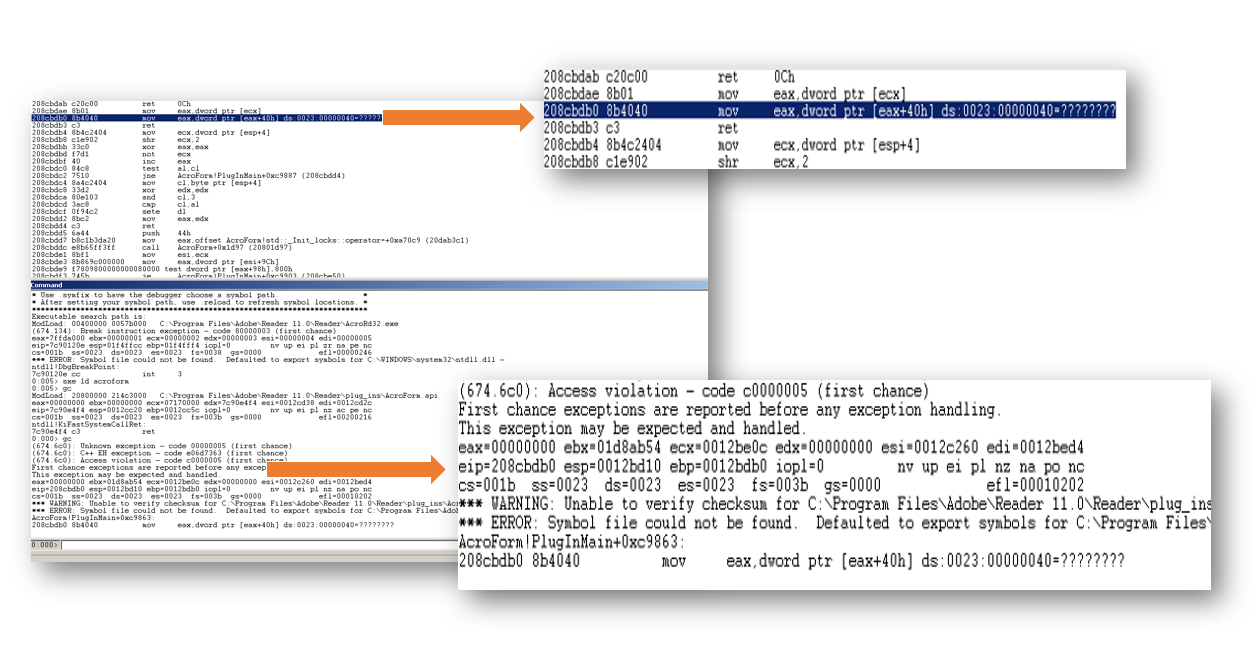 208cbdab c20c00 ret 0Ch
208cbdae 8b01 mov eax,dword ptr [ecx]
208cbdb0 8b4040 mov eax,dword ptr [eax+40h] ds:0023:00000040=?????
208cbdb3 c3 ret
208cbdb4 8b4c2404 mov ecx,dword ptr [esp+4]
208cbdb8 c1e902 shr ecx,2
208cbdbb 33c0 xor eax,eax
208cbdbd f7d1 not ecx
208cbdbf 40 inc eax
208cbdc0 84c8 test al,cl
208cbdc2 7510 jne AcroForm!PlugInMain+0xc9887 (208cbdd4)
208cbdc4 8a4c2404 mov cl,byte ptr [esp+4]
208cbdc8 33d2 xor edx,edx
208cbdca 80e103 and cl,3
208cbdcd 3ac8 cmp cl,al
208cbdcf 0f94c2 sete dl
208cbdd2 8bc2 mov eax,edx
208cbdd4 c3 ret
208cbdd5 6a44 push 44h
208cbdd7 b8c1b3da20 mov eax,offset AcroForm!std::_Init_locks::operator=+0xa70c9 (20dab3c1)
208cbddc e8b65ff3ff call AcroForm+0x1d97 (20801d97)
208cbde1 8bf1 mov esi,ecx
208cbde3 8b869c000000 mov eax,dword ptr [esi+9Ch]
208cbde9 f7809800000000080000 test dword ptr [eax+98h],800h
208cbdf3 745b je AcroForm!PlugInMain+0xc9903 (208cbe50)
Command
* Use .symfix to have the debugger choose a symbol path. *
* After setting your symbol path, use .reload to refresh symbol locations. *
Executable search path is:
ModLoad: 00400000 0057b000 C:\Program Files\Adobe\Reader 11.0\Reader\AcroRd32.exe
(674.134): Break instruction exception - code 80000003 (first chance)
eax=7ffda000 ebx=00000001 ecx=00000002 edx=00000003 esi=00000004 edi=00000005
eip=7c90120e esp=01f4ffcc ebp=01f4fff4 iopl=0 nv up ei pl zr na pe nc
cs=001b ss=0023 ds=0023 es=0023 fs=0038 gs=0000 efl=00000246
*** ERROR: Symbol file could not be found. Defaulted to export symbols for C:\WINDOWS\system32\ntdll.dll -
ntdll!DbgBreakPoint:
7c90120e cc int 3
0:005> sxe ld acroform
0:005> gc
ModLoad: 20800000 214c3000 C:\Program Files\Adobe\Reader 11.0\Reader\plug_ins\AcroForm.api
eax=00000000 ebx=00000000 ecx=07170000 edx=7c90e4f4 esi=0012cd38 edi=0012cd2c
eip=7c90e4f4 esp=0012cc20 ebp=0012cc5c iopl=0 nv up ei pl nz ac pe nc
cs=001b ss=0023 ds=0023 es=0023 fs=003b gs=0000 efl=00200216
ntdll!KiFastSystemCallRet:
7c90e4f4 c3 ret
0:000> gc
(674.6c0): Unknown exception - code 00000005 (first chance)
(674.6c0): C++ EH exception - code e06d7363 (first chance)
(674.6c0): Access violation - code c0000005 (first chance)
First chance exceptions are reported before any excep
This exception may be expected and handled.
eax=00000000 ebx=01d8ab54 ecx=0012be0c edx=00000000 esi=0012c260 edi=0012bed4
eip=208cbdb0 esp=0012bd10 ebp=0012bdb0 iopl=0 nv up ei pl nz na po nc
cs=001b ss=0023 ds=0023 es=0023 fs=003b gs=0000 efl=00010202
*** WARNING: Unable to verify checksum for C:\Program Files\Adobe\Reader 11.0\Reader\plug_ins\Ac
*** ERROR: Symbol file could not be found. Defaulted to export symbols for C:\Program Files\Adob
AcroForm!PlugInMain+0xc9863:
208cbdb0 8b4040 mov eax,dword ptr [eax+40h] ds:0023:00000040=????????
0:000>
208cbdab c20c00 ret 0Ch
208cbdae 8b01 mov eax,dword ptr [ecx]
208cbdb0 8b4040 mov eax,dword ptr [eax+40h] ds:0023:00000040=????????
208cbdb3 c3 ret
208cbdb4 8b4c2404 mov ecx,dword ptr [esp+4]
208cbdb8 c1e902 shr ecx,2
(674.6c0): Access violation - code c0000005 (first chance)
First chance exceptions are reported before any exception handling.
This exception may be expected and handled.
eax=00000000 ebx=01d8ab54 ecx=0012be0c edx=00000000 esi=0012c260 edi=0012bed4
eip=208cbdb0 esp=0012bd10 ebp=0012bdb0 iopl=0 nv up ei pl nz na po nc
cs=001b ss=0023 ds=0023 es=0023 fs=003b gs=0000 efl=00010202
*** WARNING: Unable to verify checksum for C:\Program Files\Adobe\Reader 11.0\Reader\plug_ins
*** ERROR: Symbol file could not be found. Defaulted to export symbols for C:\Program Files\
AcroForm!PlugInMain+0xc9863:
208cbdb0 8b4040 mov eax,dword ptr [eax+40h] ds:0023:00000040=????????